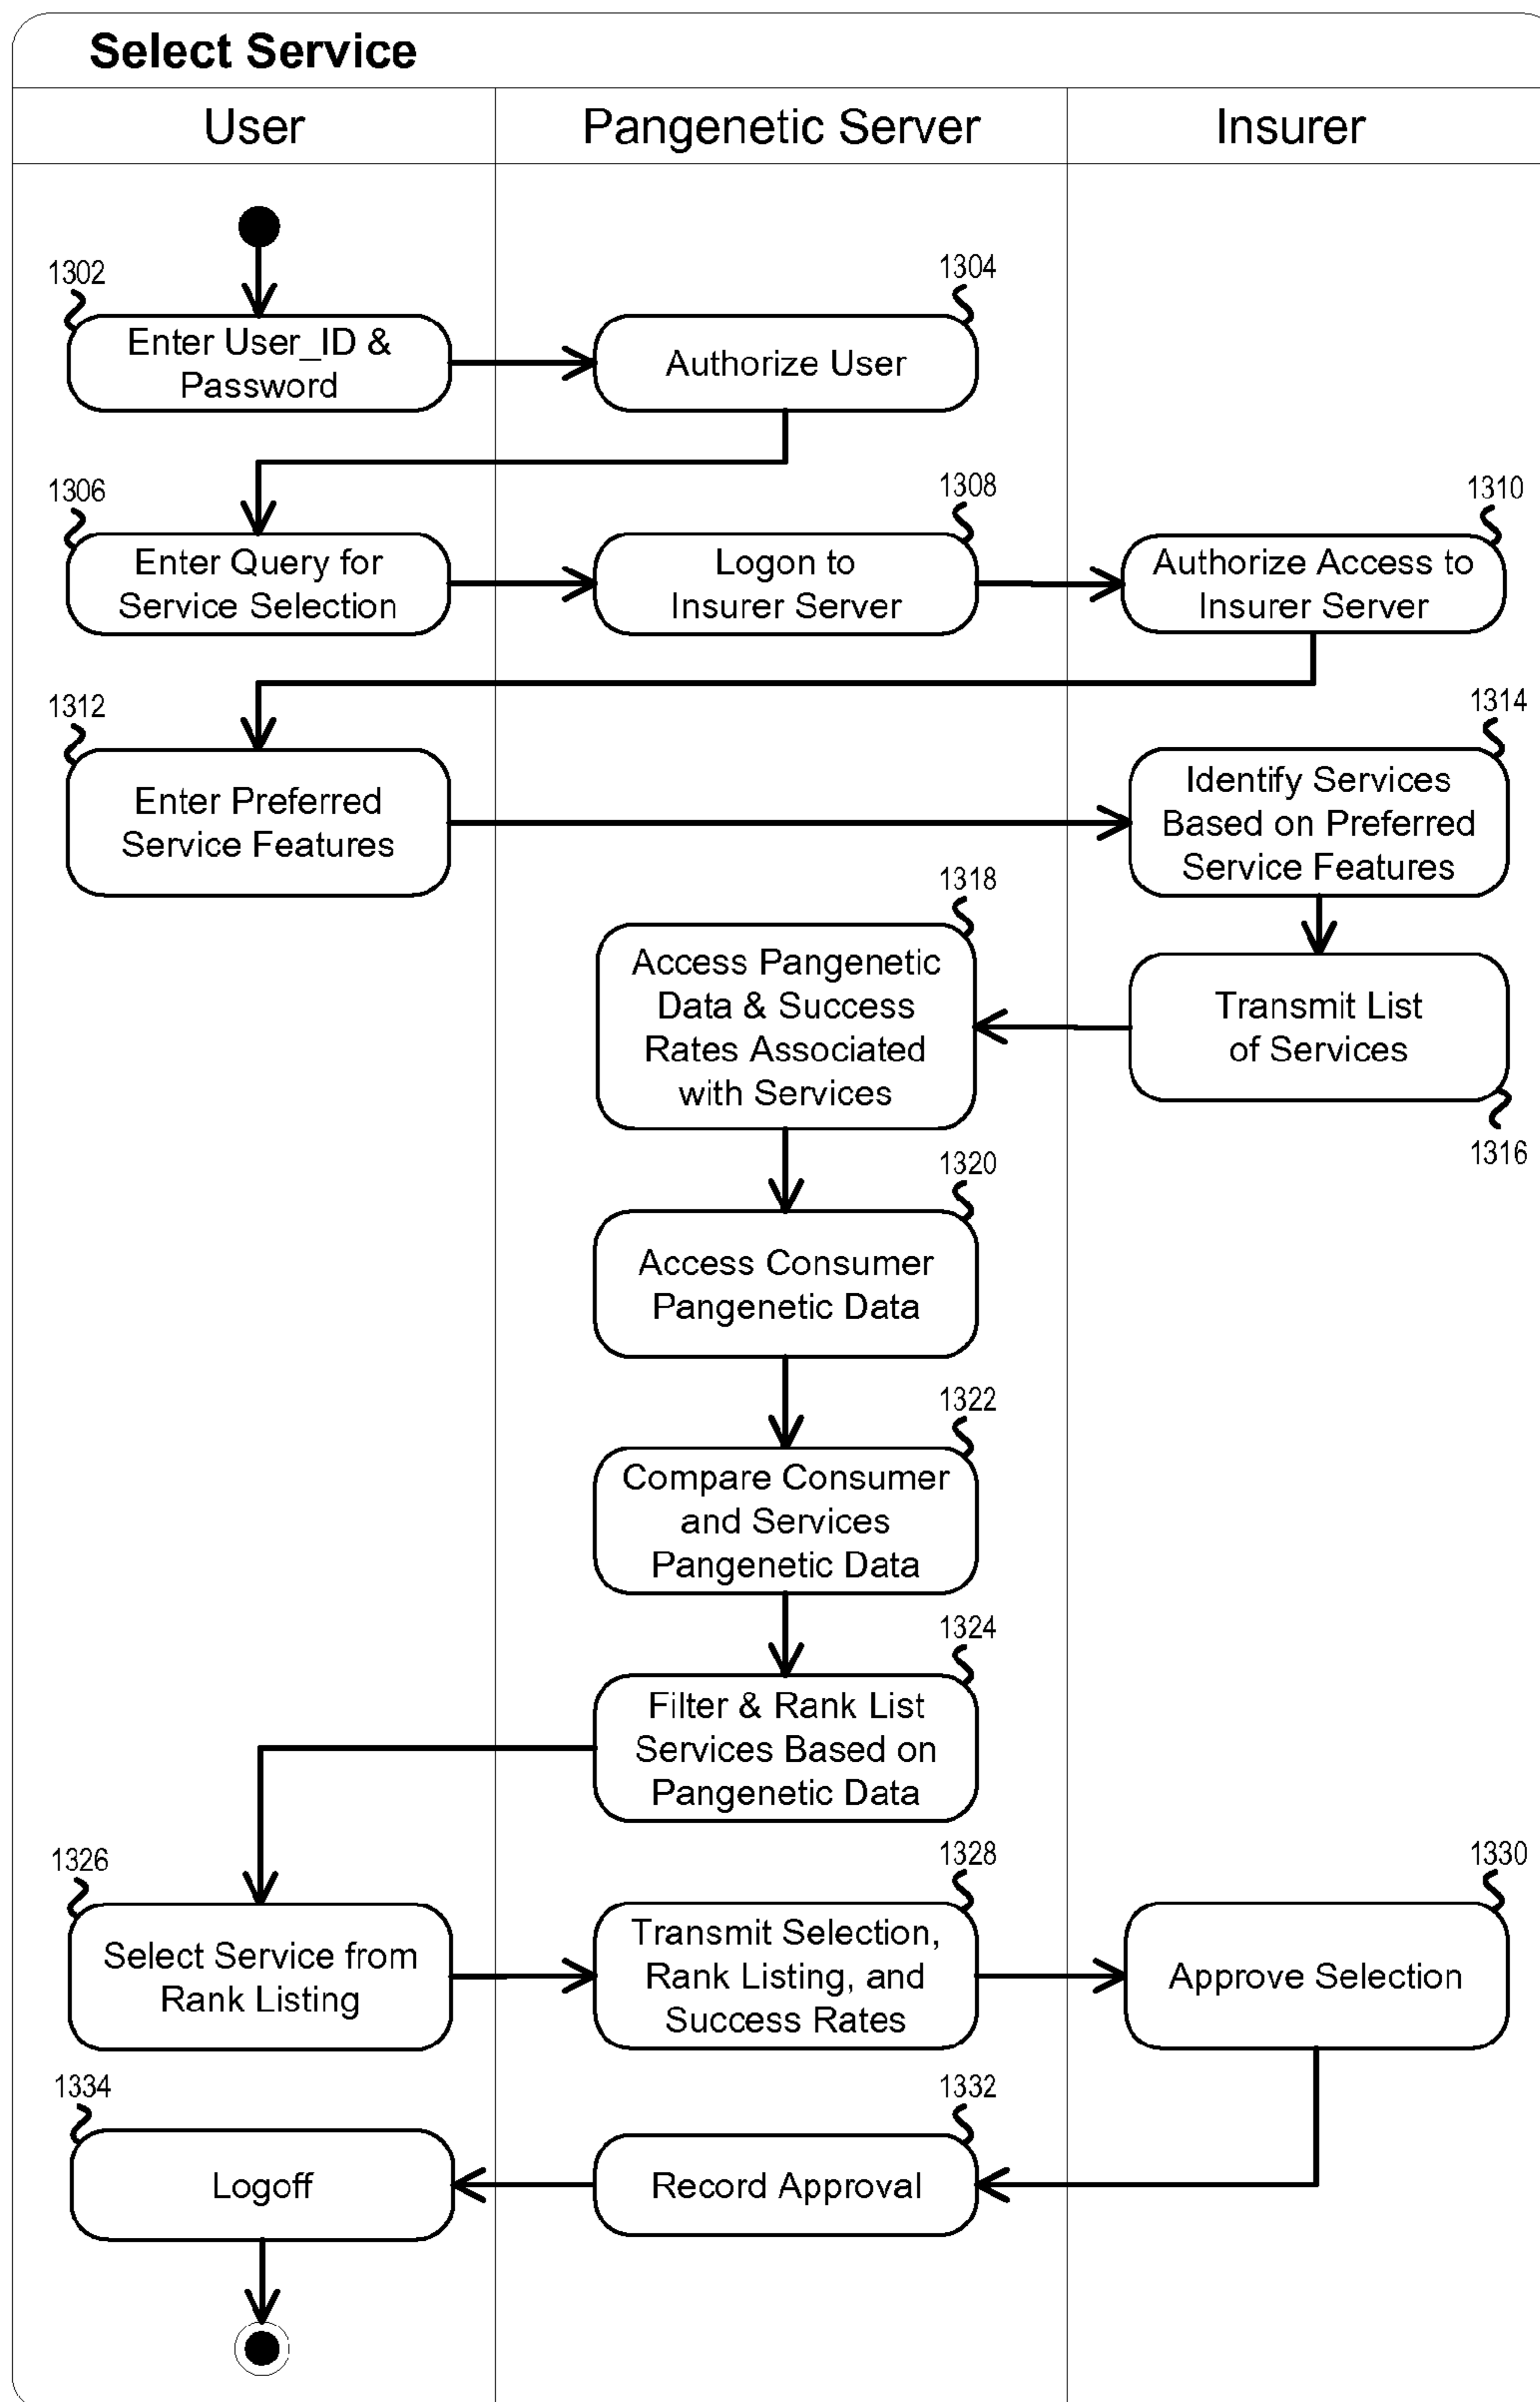 Select Service
User
Pangenetic Server
Insurer
1302
Enter User_ID &
Password
1304
Authorize User
1306
Enter Query for
Service Selection
1308
Logon to
Insurer Server
1310
Authorize Access to
Insurer Server
1312
Enter Preferred
Service Features
1314
Identify Services
Based on Preferred
Service Features
Transmit List
of Services
1316
1318
Access Pangenetic
Data & Success
Rates Associated
with Services
1320
Access Consumer
Pangenetic Data
1322
Compare Consumer
and Services
Pangenetic Data
1324
Filter & Rank List
Services Based on
Pangenetic Data
1326
Select Service from
Rank Listing
1328
Transmit Selection,
Rank Listing, and
Success Rates
1330
Approve Selection
1332
Record Approval
1334
Logoff